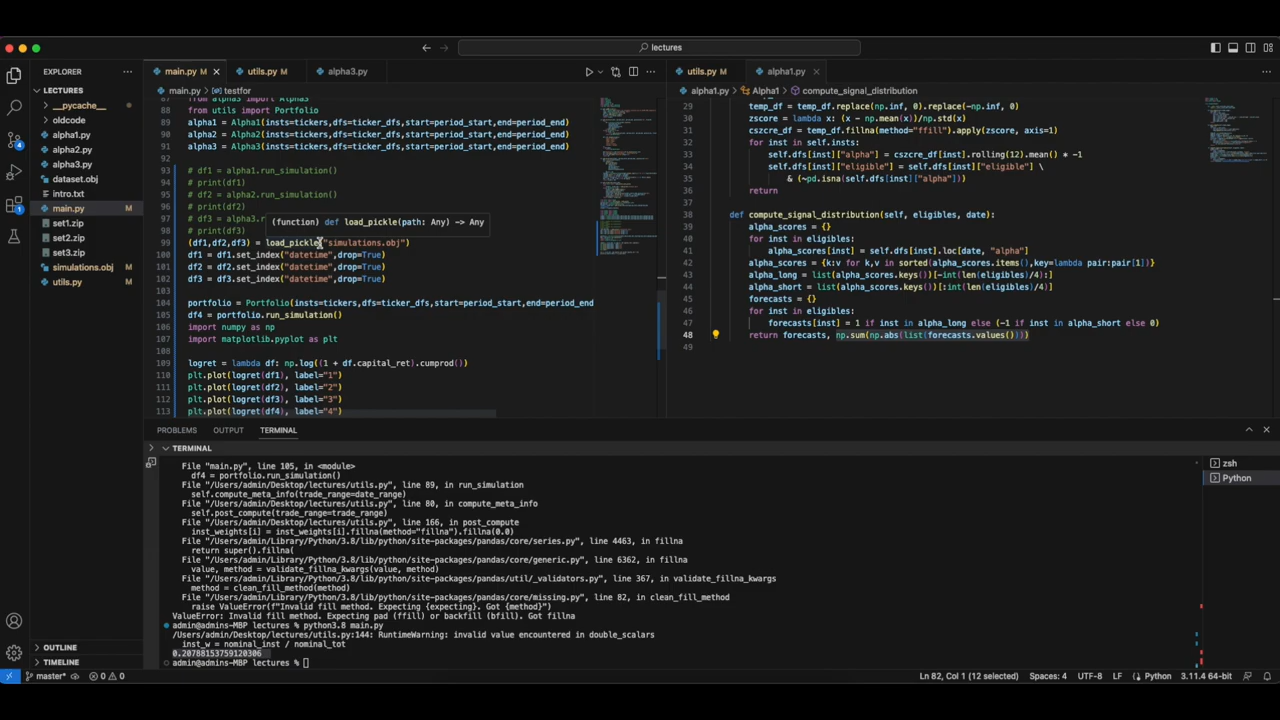 lectures
EXPLORER
LECTURES
__pycache__
oldcode
alpha1.py
alpha2.py
alpha3.py
dataset.obj
intro.txt
main.py M
set1.zip
set2.zip
set3.zip
simulations.obj M
utils.py M
OUTLINE
TIMELINE
main.py M
utils.py M
alpha3.py
main.py > testfor
87 from alpha3 import Alpha3
88 from utils import Portfolio
89 alpha1 = Alpha1(insts=tickers,dfs=ticker_dfs,start=period_start,end=period_end)
90 alpha2 = Alpha2(insts=tickers,dfs=ticker_dfs,start=period_start,end=period_end)
91 alpha3 = Alpha3(insts=tickers,dfs=ticker_dfs,start=period_start,end=period_end)
92
93 # df1 = alpha1.run_simulation()
94 # print(df1)
95 # df2 = alpha2.run_simulation()
96 # print(df2)
97 # df3 = alpha3.r
(function) def load_pickle(path: Any) -> Any
98 # print(df3)
99 (df1,df2,df3) = load_pickle("simulations.obj")
100 df1 = df1.set_index("datetime",drop=True)
101 df2 = df2.set_index("datetime",drop=True)
102 df3 = df3.set_index("datetime",drop=True)
103
104 portfolio = Portfolio(insts=tickers,dfs=ticker_dfs,start=period_start,end=period_end
105 df4 = portfolio.run_simulation()
106 import numpy as np
107 import matplotlib.pyplot as plt
108
109 logret = lambda df: np.log((1 + df.capital_ret).cumprod())
110 plt.plot(logret(df1), label="1")
111 plt.plot(logret(df2), label="2")
112 plt.plot(logret(df3), label="3")
113 plt.plot(logret(df4), label="4")
utils.py M
alpha1.py
alpha1.py > Alpha1 > compute_signal_distribution
29 temp_df = temp_df.replace(np.inf, 0).replace(-np.inf, 0)
30 zscore = lambda x: (x - np.mean(x))/np.std(x)
31 cszcre_df = temp_df.fillna(method="ffill").apply(zscore, axis=1)
32 for inst in self.insts:
33 self.dfs[inst]["alpha"] = cszcre_df[inst].rolling(12).mean() * -1
34 self.dfs[inst]["eligible"] = self.dfs[inst]["eligible"] \
35 & (~pd.isna(self.dfs[inst]["alpha"]))
36 return
37
38 def compute_signal_distribution(self, eligibles, date):
39 alpha_scores = {}
40 for inst in eligibles:
41 alpha_scores[inst] = self.dfs[inst].loc[date, "alpha"]
42 alpha_scores = {k:v for k,v in sorted(alpha_scores.items(),key=lambda pair:pair[1])}
43 alpha_long = list(alpha_scores.keys())[-int(len(eligibles)/4):]
44 alpha_short = list(alpha_scores.keys())[:int(len(eligibles)/4)]
45 forecasts = {}
46 for inst in eligibles:
47 forecasts[inst] = 1 if inst in alpha_long else (-1 if inst in alpha_short else 0)
48 return forecasts, np.sum(np.abs(list(forecasts.values())))
49
PROBLEMS OUTPUT TERMINAL
TERMINAL
File "main.py", line 105, in <module>
df4 = portfolio.run_simulation()
File "/Users/admin/Desktop/lectures/utils.py", line 89, in run_simulation
self.compute_meta_info(trade_range=date_range)
File "/Users/admin/Desktop/lectures/utils.py", line 80, in compute_meta_info
self.post_compute(trade_range=trade_range)
File "/Users/admin/Desktop/lectures/utils.py", line 166, in post_compute
inst_weights[i] = inst_weights[i].fillna(method="fillna").fillna(0.0)
File "/Users/admin/Library/Python/3.8/lib/python/site-packages/pandas/core/series.py", line 4463, in fillna
return super().fillna(
File "/Users/admin/Library/Python/3.8/lib/python/site-packages/pandas/core/generic.py", line 6362, in fillna
value, method = validate_fillna_kwargs(value, method)
File "/Users/admin/Library/Python/3.8/lib/python/site-packages/pandas/util/_validators.py", line 367, in validate_fillna_kwargs
method = clean_fill_method(method)
File "/Users/admin/Library/Python/3.8/lib/python/site-packages/pandas/core/missing.py", line 82, in clean_fill_method
raise ValueError(f"Invalid fill method. Expecting {expecting}. Got {method}")
ValueError: Invalid fill method. Expecting pad (ffill) or backfill (bfill). Got fillna
admin@admins-MBP lectures % python3.8 main.py
/Users/admin/Desktop/lectures/utils.py:144: RuntimeWarning: invalid value encountered in double_scalars
inst_w = nominal_inst / nominal_tot
0.20788153759120306
admin@admins-MBP lectures %
zsh
Python
master* 0 0
Ln 82, Col 1 (12 selected) Spaces: 4 UTF-8 LF Python 3.11.4 64-bit